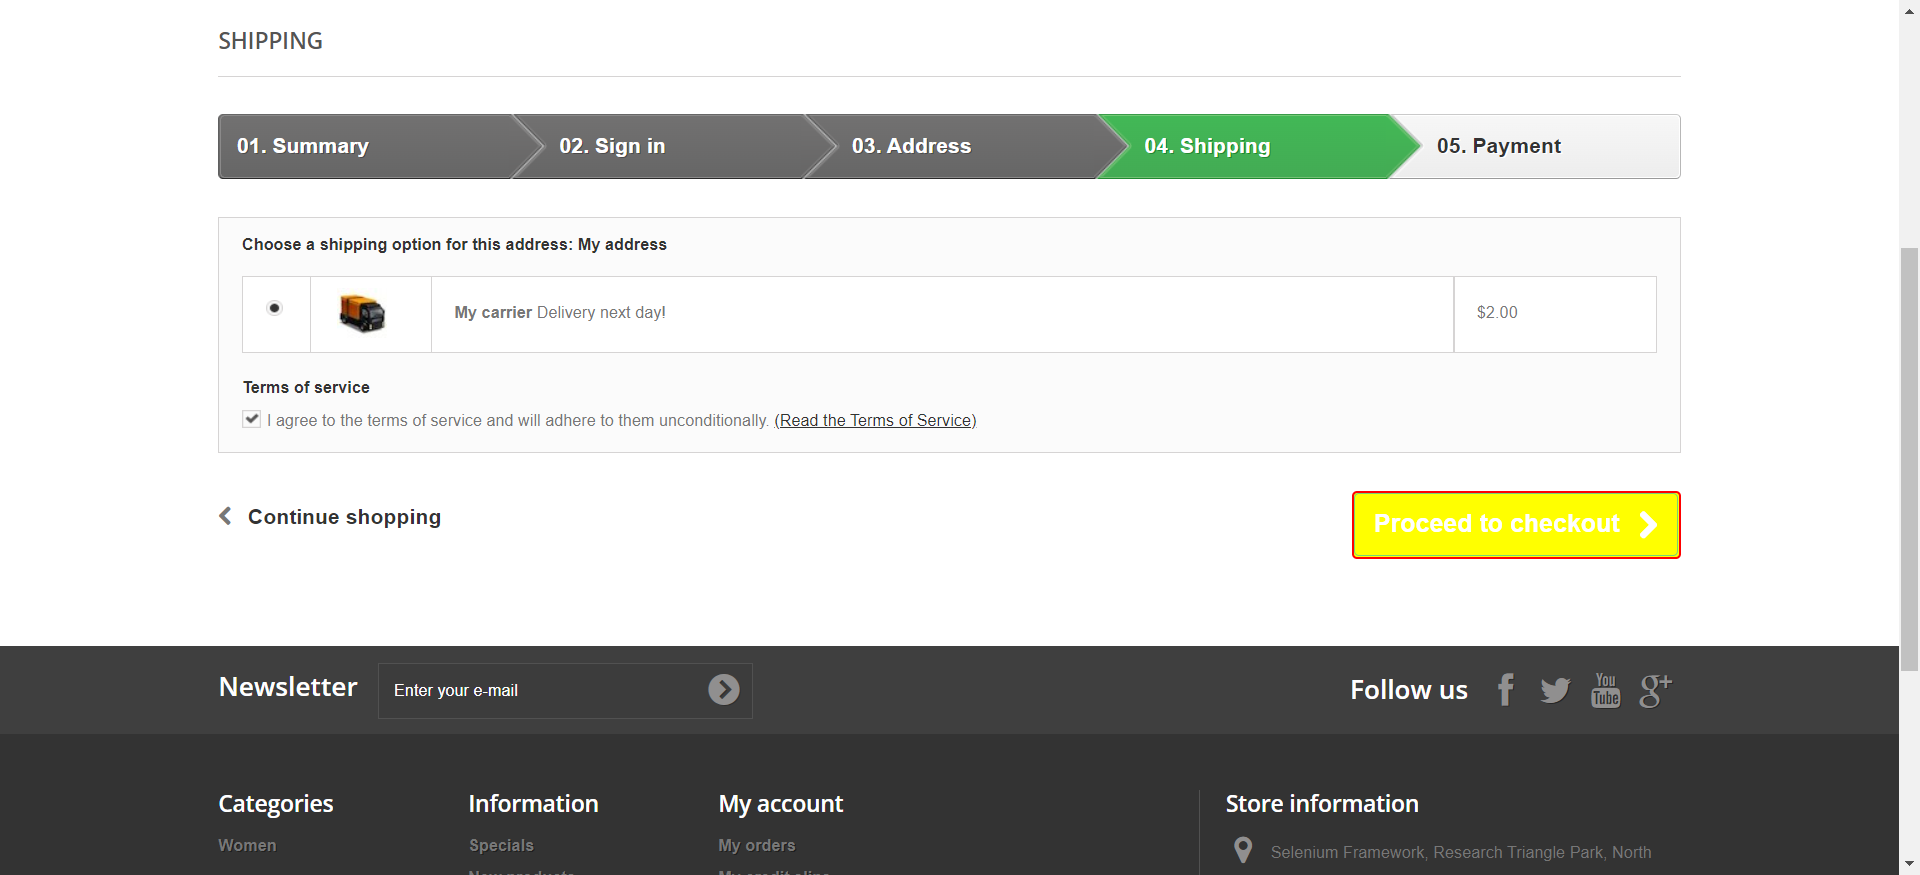 SHIPPING
01. Summary
02. Sign in
03. Address
04. Shipping
05. Payment
Choose a shipping option for this address: My address
My carrier Delivery next day!
$2.00
Terms of service
I agree to the terms of service and will adhere to them unconditionally. (Read the Terms of Service)
Continue shopping
Proceed to checkout
Newsletter
Enter your e-mail
Follow us
You
Tube
g+
Categories
Information
My account
Store information
Women
Specials
My orders
Selenium Framework, Research Triangle Park, North